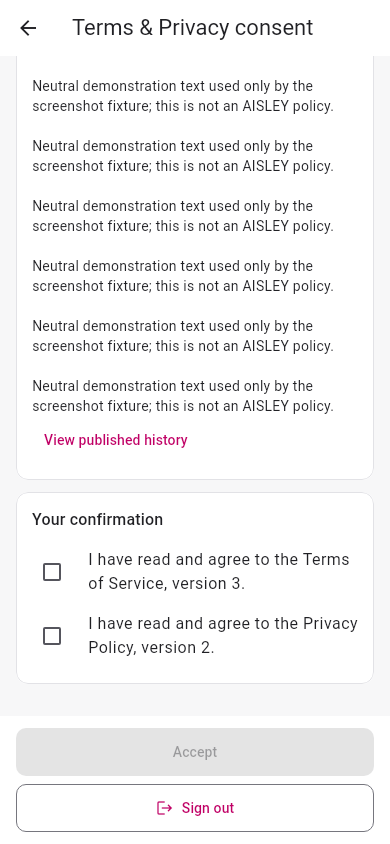 Terms & Privacy consent
Neutral demonstration text used only by the
screenshot fixture; this is not an AISLEY policy.
Neutral demonstration text used only by the
screenshot fixture; this is not an AISLEY policy.
Neutral demonstration text used only by the
screenshot fixture; this is not an AISLEY policy.
Neutral demonstration text used only by the
screenshot fixture; this is not an AISLEY policy.
Neutral demonstration text used only by the
screenshot fixture; this is not an AISLEY policy.
Neutral demonstration text used only by the
screenshot fixture; this is not an AISLEY policy.
View published history
Your confirmation
I have read and agree to the Terms
of Service, version 3.
I have read and agree to the Privacy
Policy, version 2.
Accept
Sign out